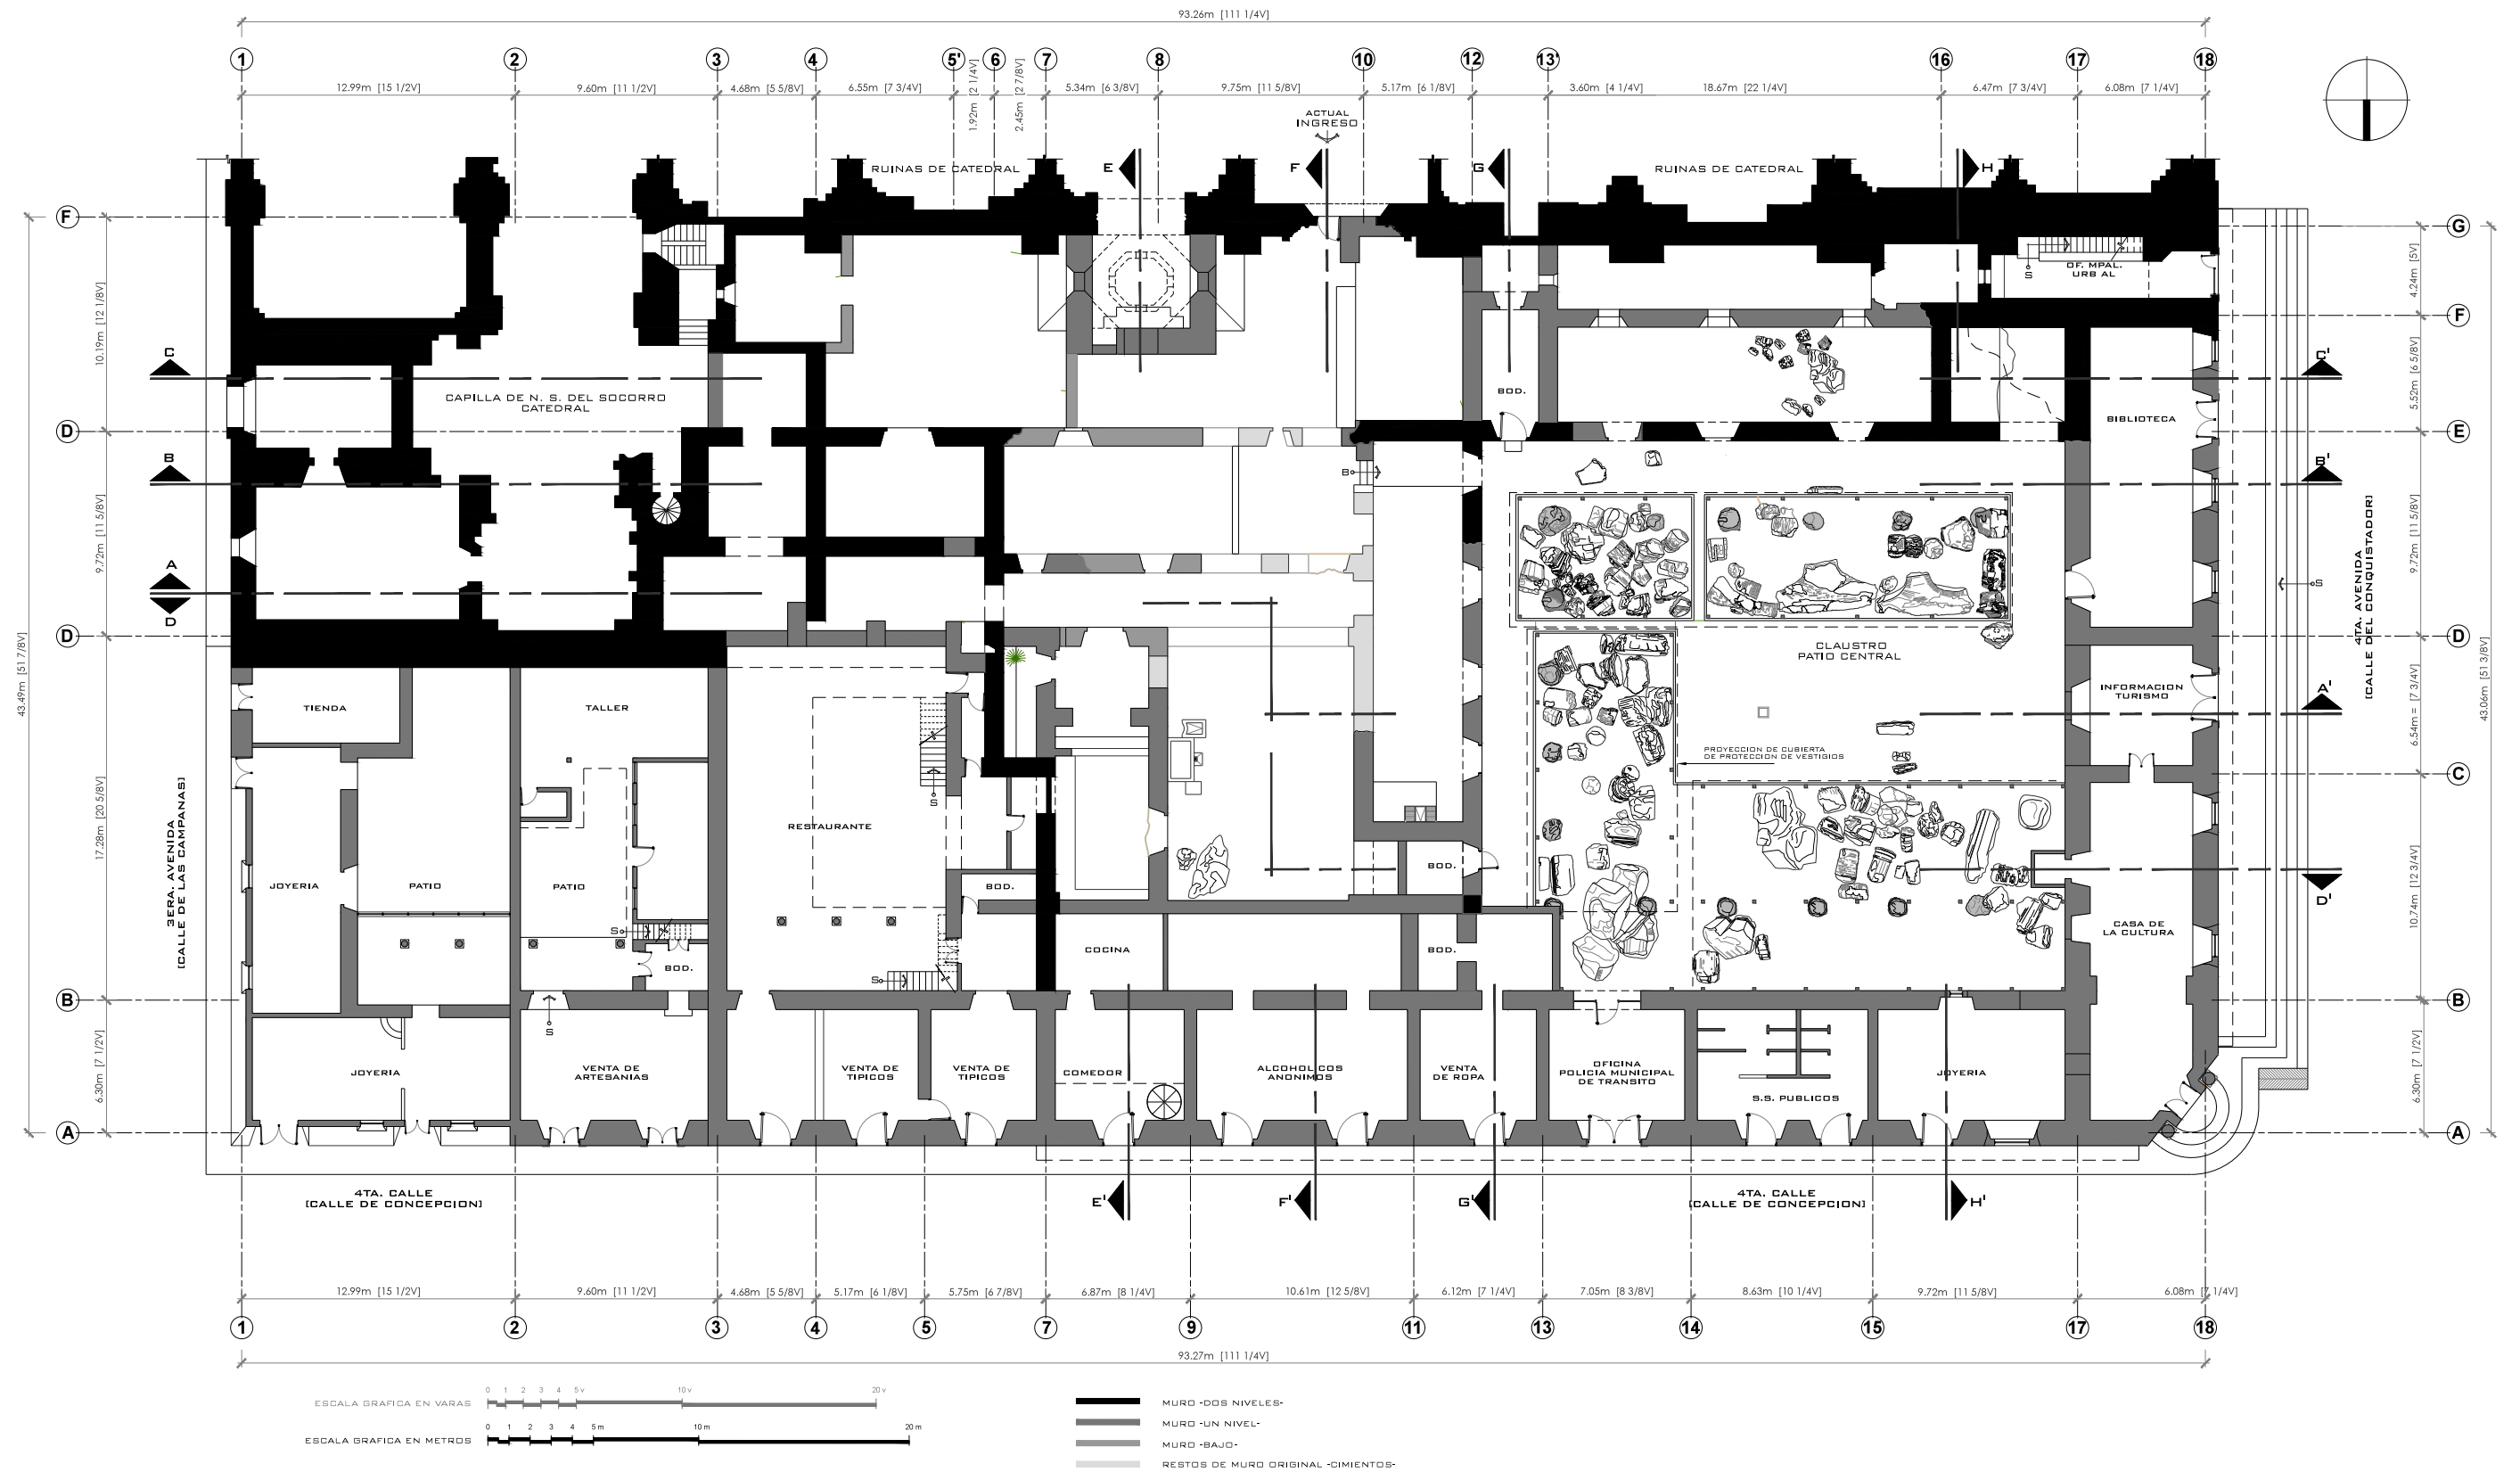 93.26m [111 1/4V]
1 2 3 4 5' 6 7 8 10 12 13' 16 17 18
12.99m [15 1/2V] 9.60m [11 1/2V] 4.68m [5 5/8V] 6.55m [7 3/4V] 1.92m [2 1/4V] 2.45m [2 7/8V] 5.34m [6 3/8V] 9.75m [11 5/8V] 5.17m [6 1/8V] 3.60m [4 1/4V] 18.67m [22 1/4V] 6.47m [7 3/4V] 6.08m [7 1/4V]
ACTUAL
INGRESO
RUINAS DE CATEDRAL E F G RUINAS DE CATEDRAL H
F G
S
OF. MPAL.
URB AL
10.19m [12 1/8V]
4.24m [5V]
F
C C'
5.52m [6 5/8V]
CAPILLA DE N. S. DEL SOCORRO
CATEDRAL
BOD.
BIBLIOTECA
D E
B B'
B
9.72m [11 5/8V]
9.72m [11 5/8V]
4TA. AVENIDA
[CALLE DEL CONQUISTADOR]
S
A
D
D D
43.49m [51 7/8V]
43.06m [51 3/8V]
CLAUSTRO
PATIO CENTRAL
INFORMACION
TURISMO
A'
6.54m= [7 3/4V]
TIENDA TALLER
PROYECCION DE CUBIERTA
DE PROTECCION DE VESTIGIOS
C
S
3ERA. AVENIDA
[CALLE DE LAS CAMPANAS]
17.28m [20 5/8V]
RESTAURANTE
BOD.
JOYERIA PATIO PATIO BOD.
D'
10.74m [12 3/4V]
CASA DE
LA CULTURA
S
COCINA BOD.
BOD.
S
B B
S
6.30m [7 1/2V]
6.30m [7 1/2V]
JOYERIA
VENTA DE
ARTESANIAS
VENTA DE
TIPICOS
VENTA DE
TIPICOS
COMEDOR
ALCOHOLICOS
ANONIMOS
VENTA
DE ROPA
OFICINA
POLICIA MUNICIPAL
DE TRANSITO
S.S. PUBLICOS
JOYERIA
A A
4TA. CALLE
[CALLE DE CONCEPCION]
E' F' G'
4TA. CALLE
[CALLE DE CONCEPCION]
H'
12.99m [15 1/2V] 9.60m [11 1/2V] 4.68m [5 5/8V] 5.17m [6 1/8V] 5.75m [6 7/8V] 6.87m [8 1/4V] 10.61m [12 5/8V] 6.12m [7 1/4V] 7.05m [8 3/8V] 8.63m [10 1/4V] 9.72m [11 5/8V] 6.08m [7 1/4V]
1 2 3 4 5 7 9 11 13 14 15 17 18
93.27m [111 1/4V]
0 1 2 3 4 5 v 10 v 20 v
ESCALA GRAFICA EN VARAS
0 1 2 3 4 5 m 10 m 20 m
ESCALA GRAFICA EN METROS
MURO -DOS NIVELES-
MURO -UN NIVEL-
MURO -BAJO-
RESTOS DE MURO ORIGINAL -CIMIENTOS-